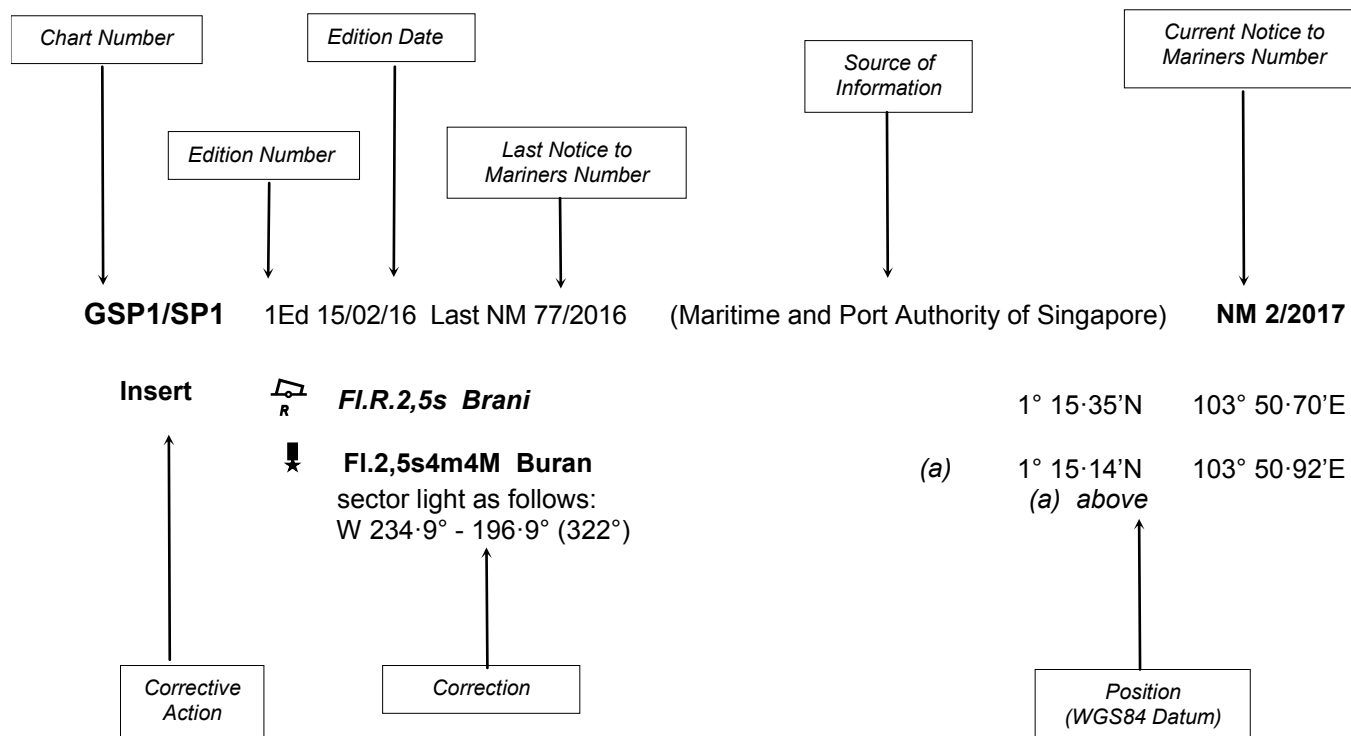 Chart Number
Edition Date
Source of
Information
Current Notice to
Mariners Number
Edition Number
Last Notice to
Mariners Number
GSP1/SP1 1Ed 15/02/16 Last NM 77/2016 (Maritime and Port Authority of Singapore) NM 2/2017
Insert R Fl.R.2,5s Brani 1° 15·35’N 103° 50·70’E
Fl.2,5s4m4M Buran (a) 1° 15·14’N 103° 50·92’E
sector light as follows: (a) above
W 234·9° - 196·9° (322°)
Corrective
Action
Correction
Position
(WGS84 Datum)